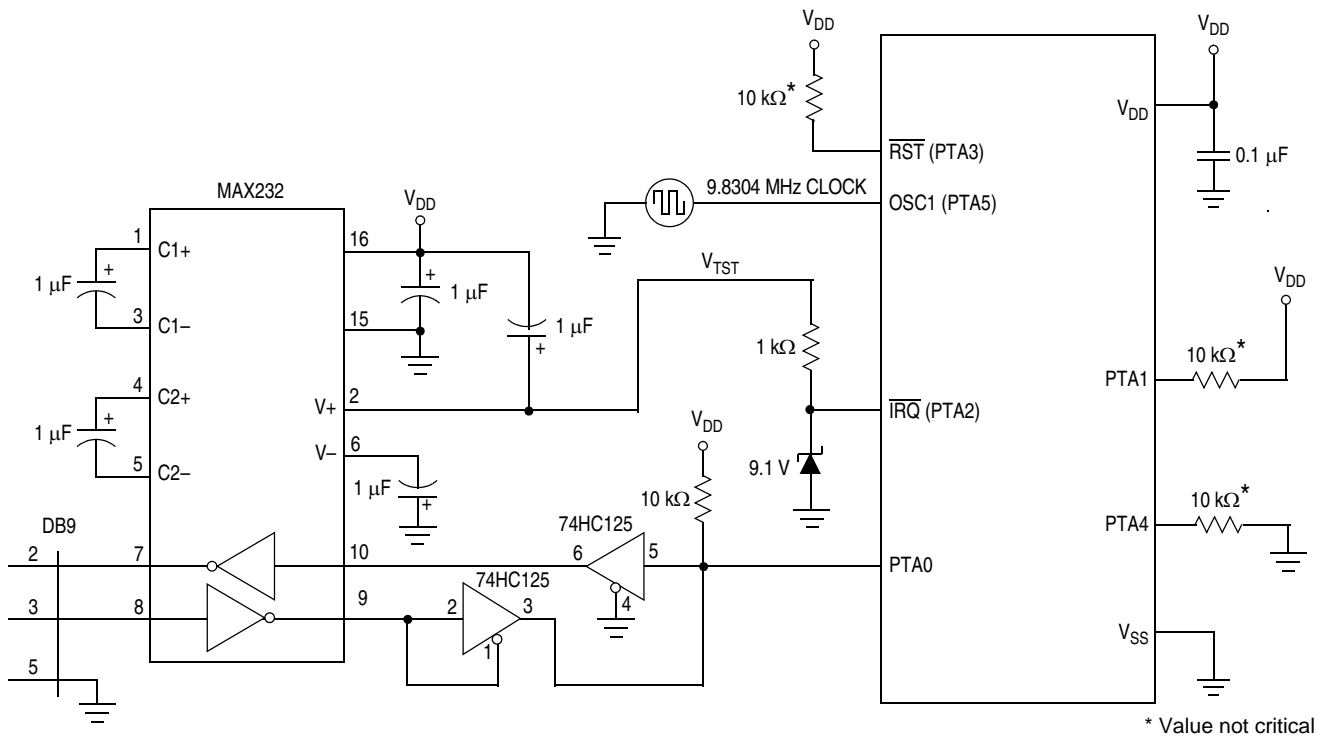 V_DD
V_DD
10 kΩ*
V_DD
RST (PTA3)
0.1 μF
MAX232
9.8304 MHz CLOCK
OSC1 (PTA5)
V_DD
1
C1+
16
1 μF
+
+
1 μF
V_TST
V_DD
3
C1–
15
1 μF
+
1 kΩ
10 kΩ*
PTA1
4
C2+
V+
2
IRQ (PTA2)
1 μF
+
V–
6
V_DD
9.1 V
5
C2–
1 μF
+
10 kΩ
10 kΩ*
DB9
74HC125
PTA4
2
7
10
6
5
PTA0
74HC125
4
3
8
9
2
3
1
V_SS
5
* Value not critical